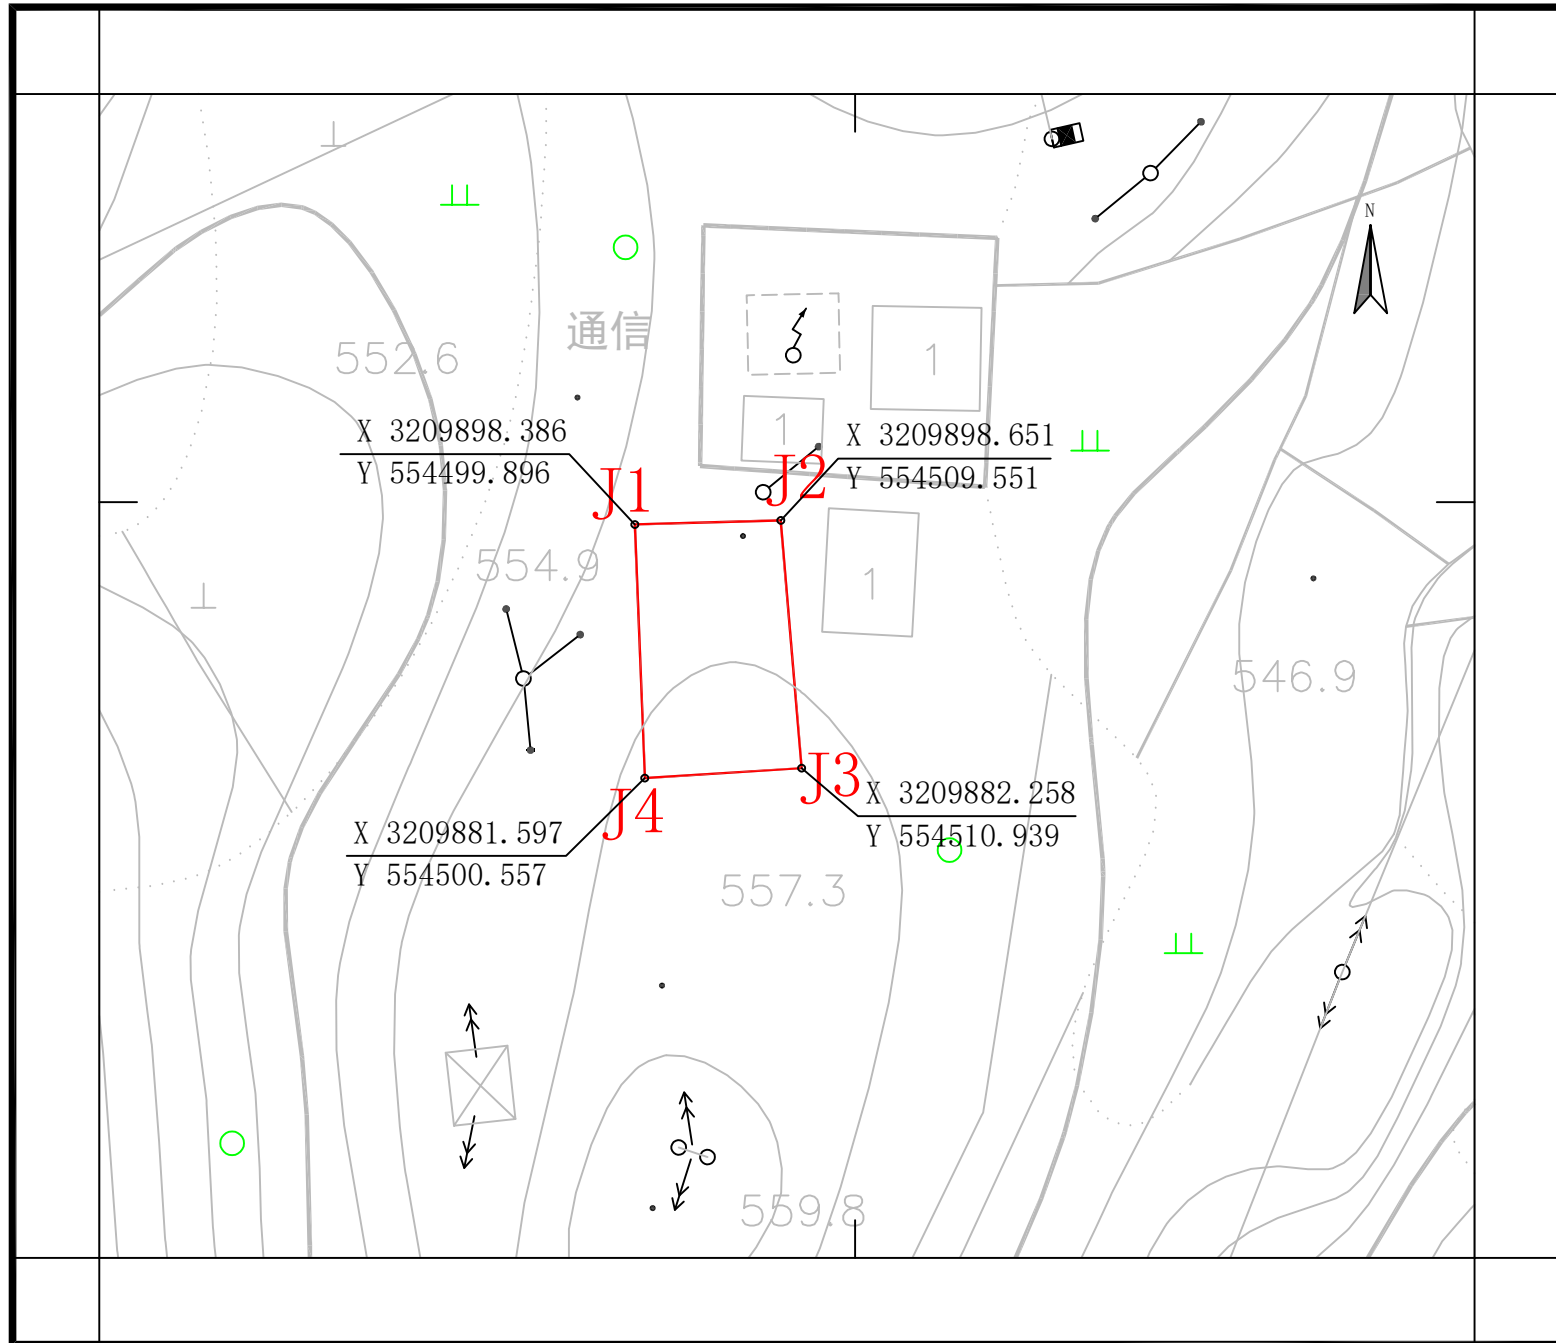 N
通信
552.6
1
1
X 3209898.386
Y 554499.896
X 3209898.651
Y 554509.551
J1
J2
554.9
1
546.9
J3
X 3209882.258
Y 554510.939
J4
X 3209881.597
Y 554500.557
557.3
559.8